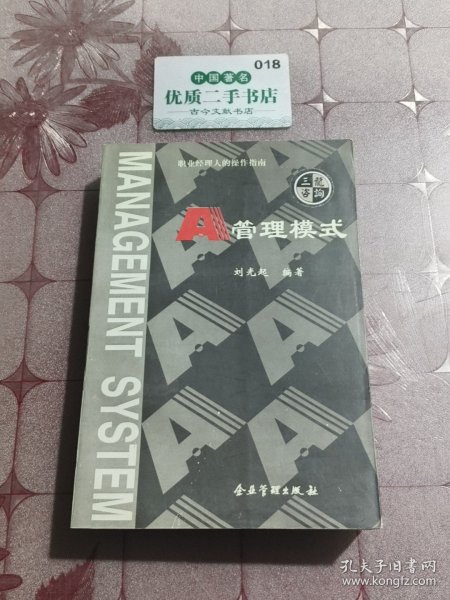 018
中国著名
优质二手书店
古今文献书店
职业经理人的操作指南
三龙
咨询
A管理模式
刘光起 编著
MANAGEMENT SYSTEM
企业管理出版社
孔夫子旧书网
www.kongfz.com